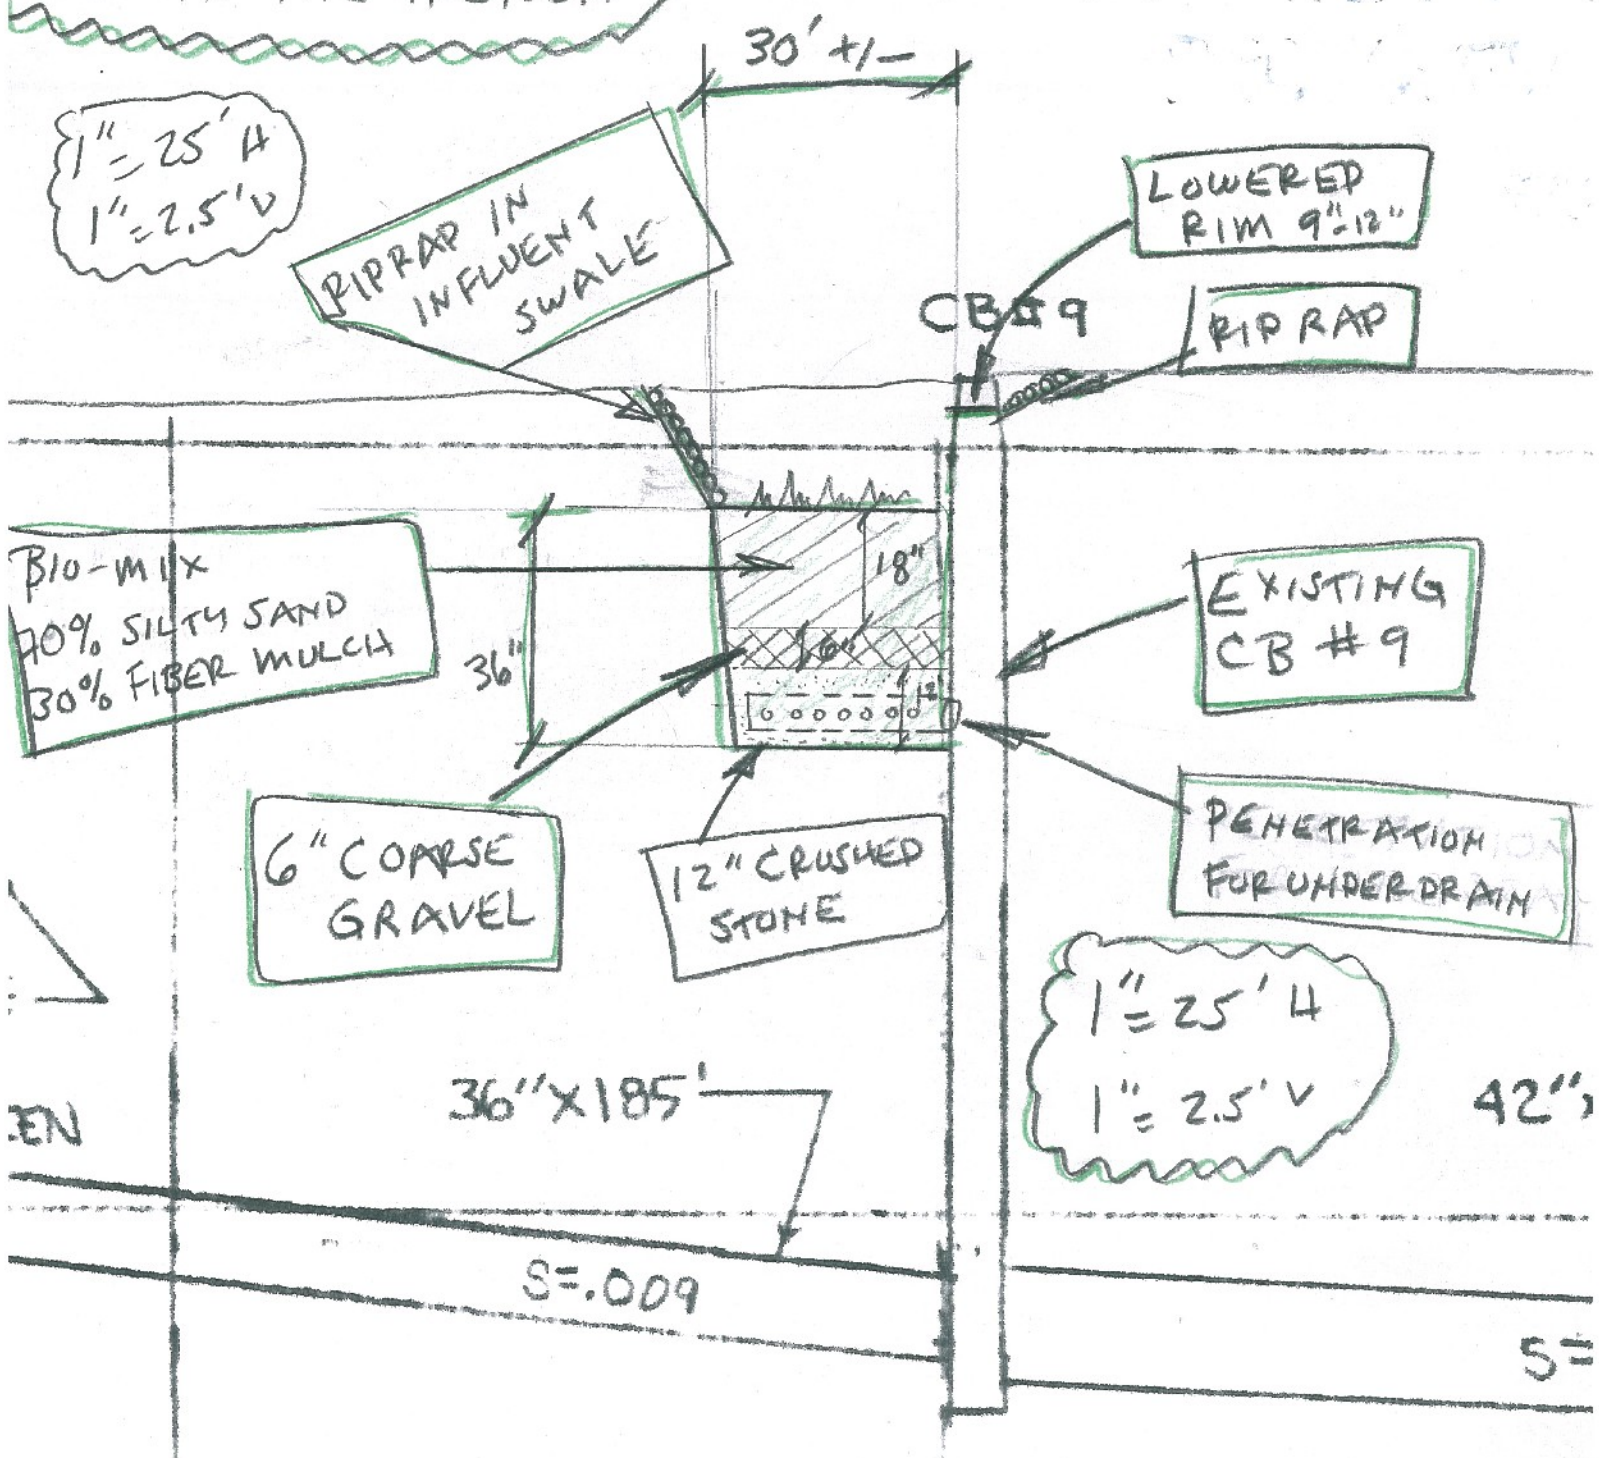 30' +/-
1"=25' H
1"=2.5' V
RIPRAP IN
INFLUENT
SWALE
LOWERED
RIM 9"-12"
CB#9
RIPRAP
BIO-MIX
70% SILTY SAND
30% FIBER MULCH
36"
18"
6"
12"
EXISTING
CB #9
6" COARSE
GRAVEL
12" CRUSHED
STONE
PENETRATION
FOR UNDERDRAIN
1"=25' H
1"=2.5' V
36"X185'
42"
EN
S=.009
S=